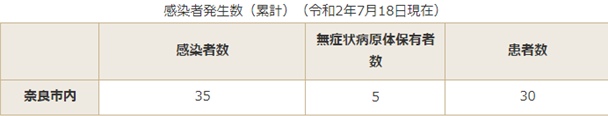 感染者発生数（累計）（令和2年7月18日現在）
感染者数
無症状病原体保有者
数
患者数
奈良市内
35
5
30